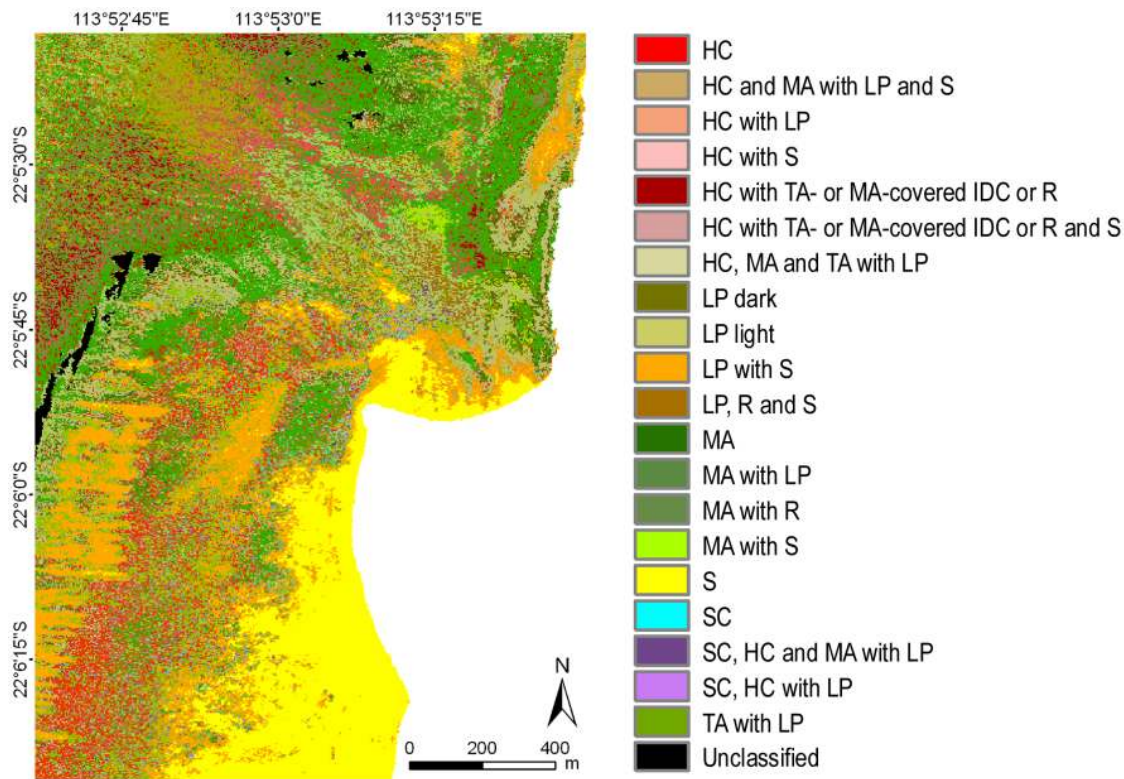 113°52'45"E 113°53'0"E 113°53'15"E
22°5'30"S
22°5'45"S
22°6'0"S
22°6'15"S
N
0 200 400
m
HC
HC and MA with LP and S
HC with LP
HC with S
HC with TA- or MA-covered IDC or R
HC with TA- or MA-covered IDC or R and S
HC, MA and TA with LP
LP dark
LP light
LP with S
LP, R and S
MA
MA with LP
MA with R
MA with S
S
SC
SC, HC and MA with LP
SC, HC with LP
TA with LP
Unclassified